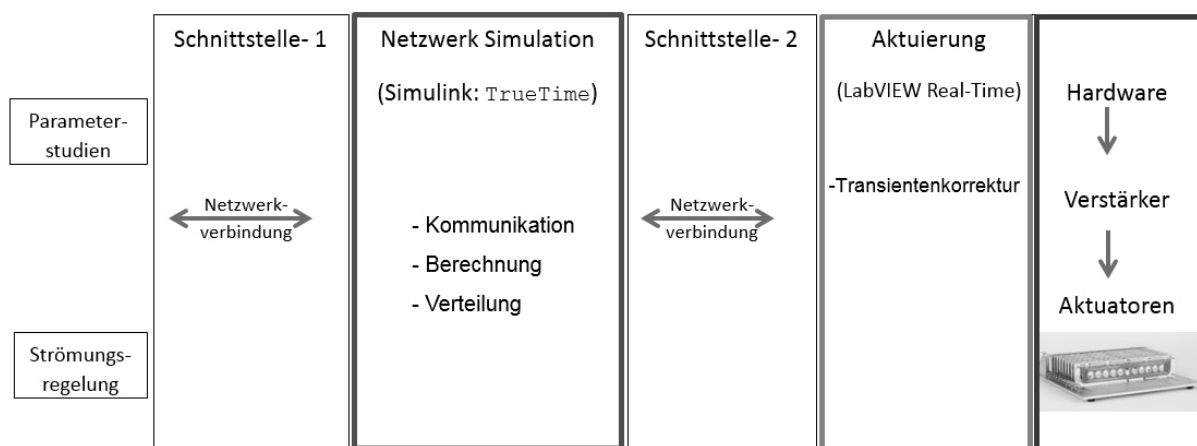 Parameter-
studien
Strömungs-
regelung
Schnittstelle- 1
Netzwerk-
verbindung
Netzwerk Simulation
(Simulink: TrueTime)
- Kommunikation
- Berechnung
- Verteilung
Schnittstelle- 2
Netzwerk-
verbindung
Aktuierung
(LabVIEW Real-Time)
-Transientenkorrektur
Hardware
Verstärker
Aktuatoren